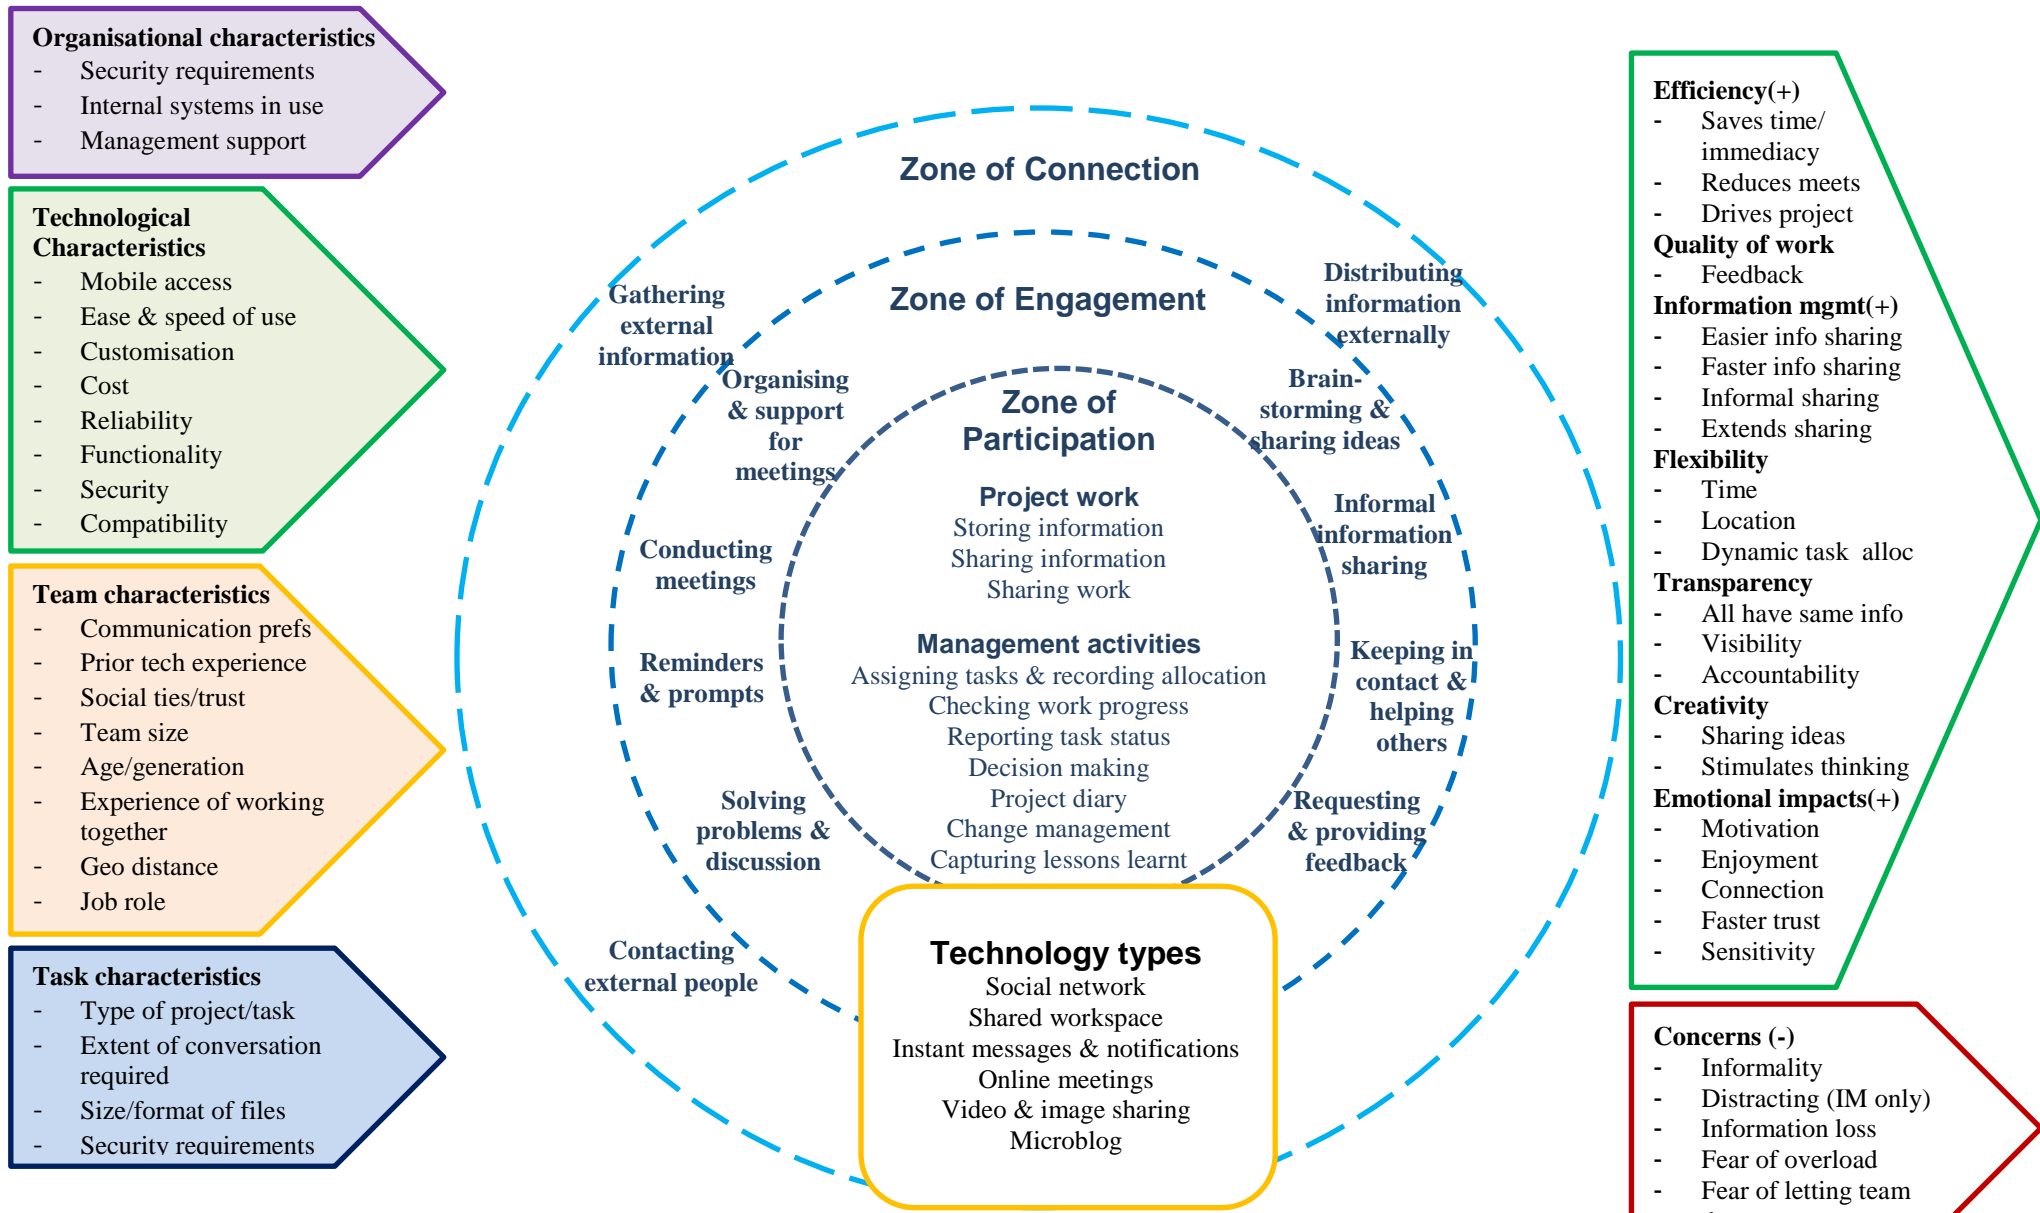 Organisational characteristics
- Security requirements
- Internal systems in use
- Management support
Technological
Characteristics
- Mobile access
- Ease & speed of use
- Customisation
- Cost
- Reliability
- Functionality
- Security
- Compatibility
Team characteristics
- Communication prefs
- Prior tech experience
- Social ties/trust
- Team size
- Age/generation
- Experience of working
together
- Geo distance
- Job role
Task characteristics
- Type of project/task
- Extent of conversation
required
- Size/format of files
- Security requirements
Zone of Connection
Gathering
external
information
Distributing
information
externally
Contacting
external people
Zone of Engagement
Organising
& support
for
meetings
Conducting
meetings
Reminders
& prompts
Solving
problems &
discussion
Brain-
storming &
sharing ideas
Informal
information
sharing
Keeping in
contact &
helping
others
Requesting
& providing
feedback
Zone of
Participation
Project work
Storing information
Sharing information
Sharing work
Management activities
Assigning tasks & recording allocation
Checking work progress
Reporting task status
Decision making
Project diary
Change management
Capturing lessons learnt
Technology types
Social network
Shared workspace
Instant messages & notifications
Online meetings
Video & image sharing
Microblog
Efficiency(+)
- Saves time/
immediacy
- Reduces meets
- Drives project
Quality of work
- Feedback
Information mgmt(+)
- Easier info sharing
- Faster info sharing
- Informal sharing
- Extends sharing
Flexibility
- Time
- Location
- Dynamic task alloc
Transparency
- All have same info
- Visibility
- Accountability
Creativity
- Sharing ideas
- Stimulates thinking
Emotional impacts(+)
- Motivation
- Enjoyment
- Connection
- Faster trust
- Sensitivity
Concerns (-)
- Informality
- Distracting (IM only)
- Information loss
- Fear of overload
- Fear of letting team